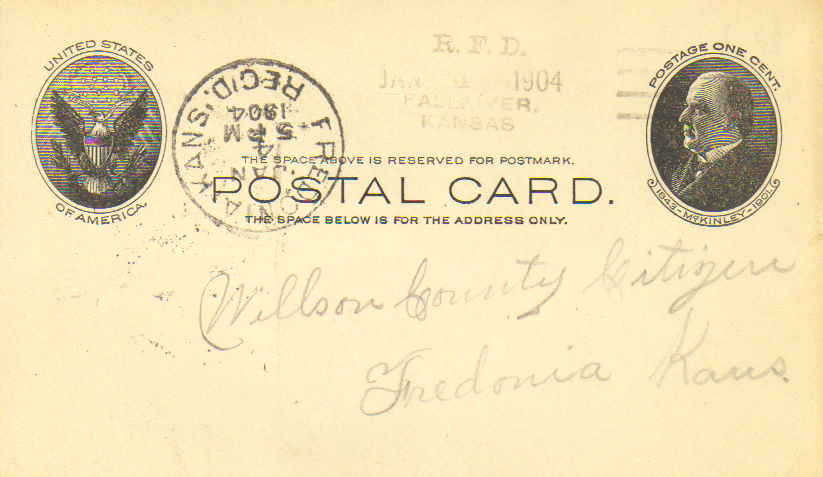 UNITED STATES
OF AMERICA.
R. F. D.
JAN 1904
FALL RIVER,
KANSAS
POSTAGE ONE CENT.
1843-McKINLEY-1901.
FREDONIA, KANS.
JAN
4
5 PM
1904
REC'D.
THE SPACE ABOVE IS RESERVED FOR POSTMARK.
POSTAL CARD.
THE SPACE BELOW IS FOR THE ADDRESS ONLY.
Willson County Citizen
Fredonia Kans.